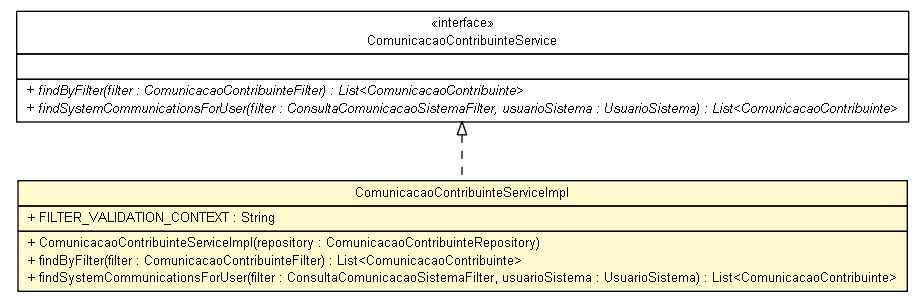 «interface»
ComunicacaoContribuinteService
+ findByFilter(filter : ComunicacaoContribuinteFilter) : List<ComunicacaoContribuinte>
+ findSystemCommunicationsForUser(filter : ConsultaComunicacaoSistemaFilter, usuarioSistema : UsuarioSistema) : List<ComunicacaoContribuinte>
ComunicacaoContribuinteServiceImpl
+ FILTER_VALIDATION_CONTEXT : String
+ ComunicacaoContribuinteServiceImpl(repository : ComunicacaoContribuinteRepository)
+ findByFilter(filter : ComunicacaoContribuinteFilter) : List<ComunicacaoContribuinte>
+ findSystemCommunicationsForUser(filter : ConsultaComunicacaoSistemaFilter, usuarioSistema : UsuarioSistema) : List<ComunicacaoContribuinte>